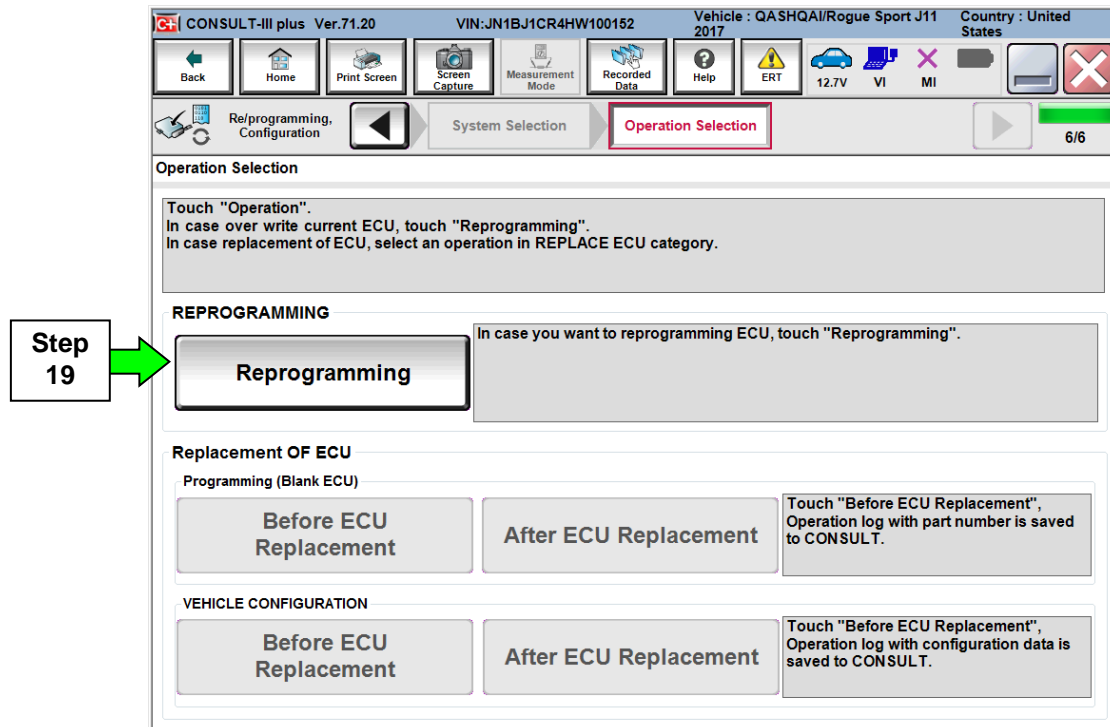 C+ CONSULT-III plus Ver.71.20 VIN:JN1BJ1CR4HW100152 Vehicle : QASHQAI/Rogue Sport J11 Country : United
2017 States
Back Home Print Screen Screen Measurement Recorded Help ERT 12.7V VI MI
Capture Mode Data
Re/programming, System Selection Operation Selection
Configuration 6/6
Operation Selection
Touch "Operation".
In case over write current ECU, touch "Reprogramming".
In case replacement of ECU, select an operation in REPLACE ECU category.
REPROGRAMMING
Step
19
Reprogramming
In case you want to reprogramming ECU, touch "Reprogramming".
Replacement OF ECU
Programming (Blank ECU)
Before ECU
Replacement
After ECU Replacement
Touch "Before ECU Replacement",
Operation log with part number is saved
to CONSULT.
VEHICLE CONFIGURATION
Before ECU
Replacement
After ECU Replacement
Touch "Before ECU Replacement",
Operation log with configuration data is
saved to CONSULT.